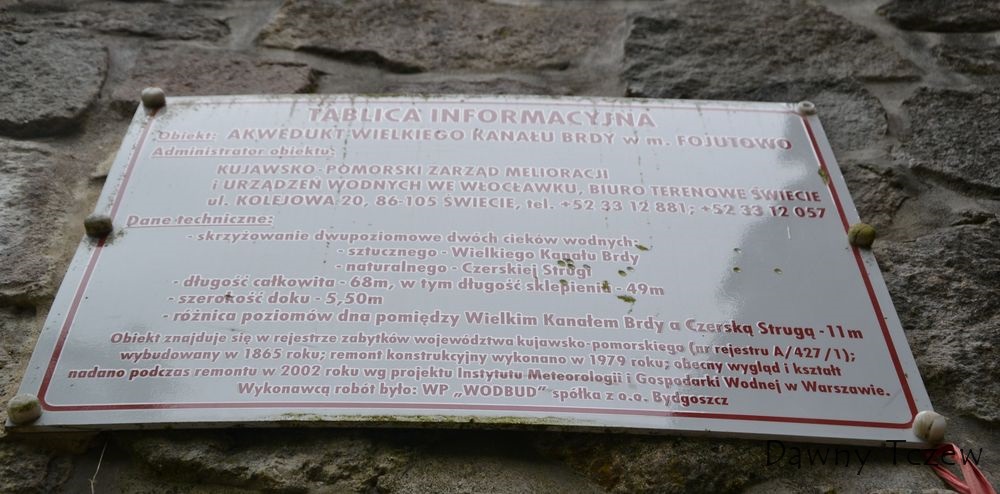 TABLICA INFORMACYJNA
Obiekt: AKWEDUKT WIELKIEGO KANAŁU BRDY w m. FOJUTOWO
Administrator obiektu:
KUJAWSKO-POMORSKI ZARZĄD MELIORACJI
i URZĄDZEŃ WODNYCH WE WŁOCŁAWKU, BIURO TERENOWE ŚWIECIE
ul. KOLEJOWA 20, 86-105 ŚWIECIE, tel. +52 33 12 881; +52 33 12 057
Dane techniczne:
- skrzyżowanie dwupoziomowe dwóch cieków wodnych:
- sztucznego - Wielkiego Kanału Brdy
- naturalnego - Czerskiej Strugi
- długość całkowita - 68m, w tym długość sklepienia - 49m
- szerokość doku - 5,50m
- różnica poziomów dna pomiędzy Wielkim Kanałem Brdy a Czerską Strugą -11m
Obiekt znajduje się w rejestrze zabytków województwa kujawsko-pomorskiego (nr rejestru A/427/1);
wybudowany w 1865 roku; remont konstrukcyjny wykonano w 1979 roku; obecny wygląd i kształt
nadano podczas remontu w 2002 roku wg projektu Instytutu Meteorologii i Gospodarki Wodnej w Warszawie.
Wykonawcą robót było: WP „WODBUD" spółka z o.o. Bydgoszcz
Dawny Tczew